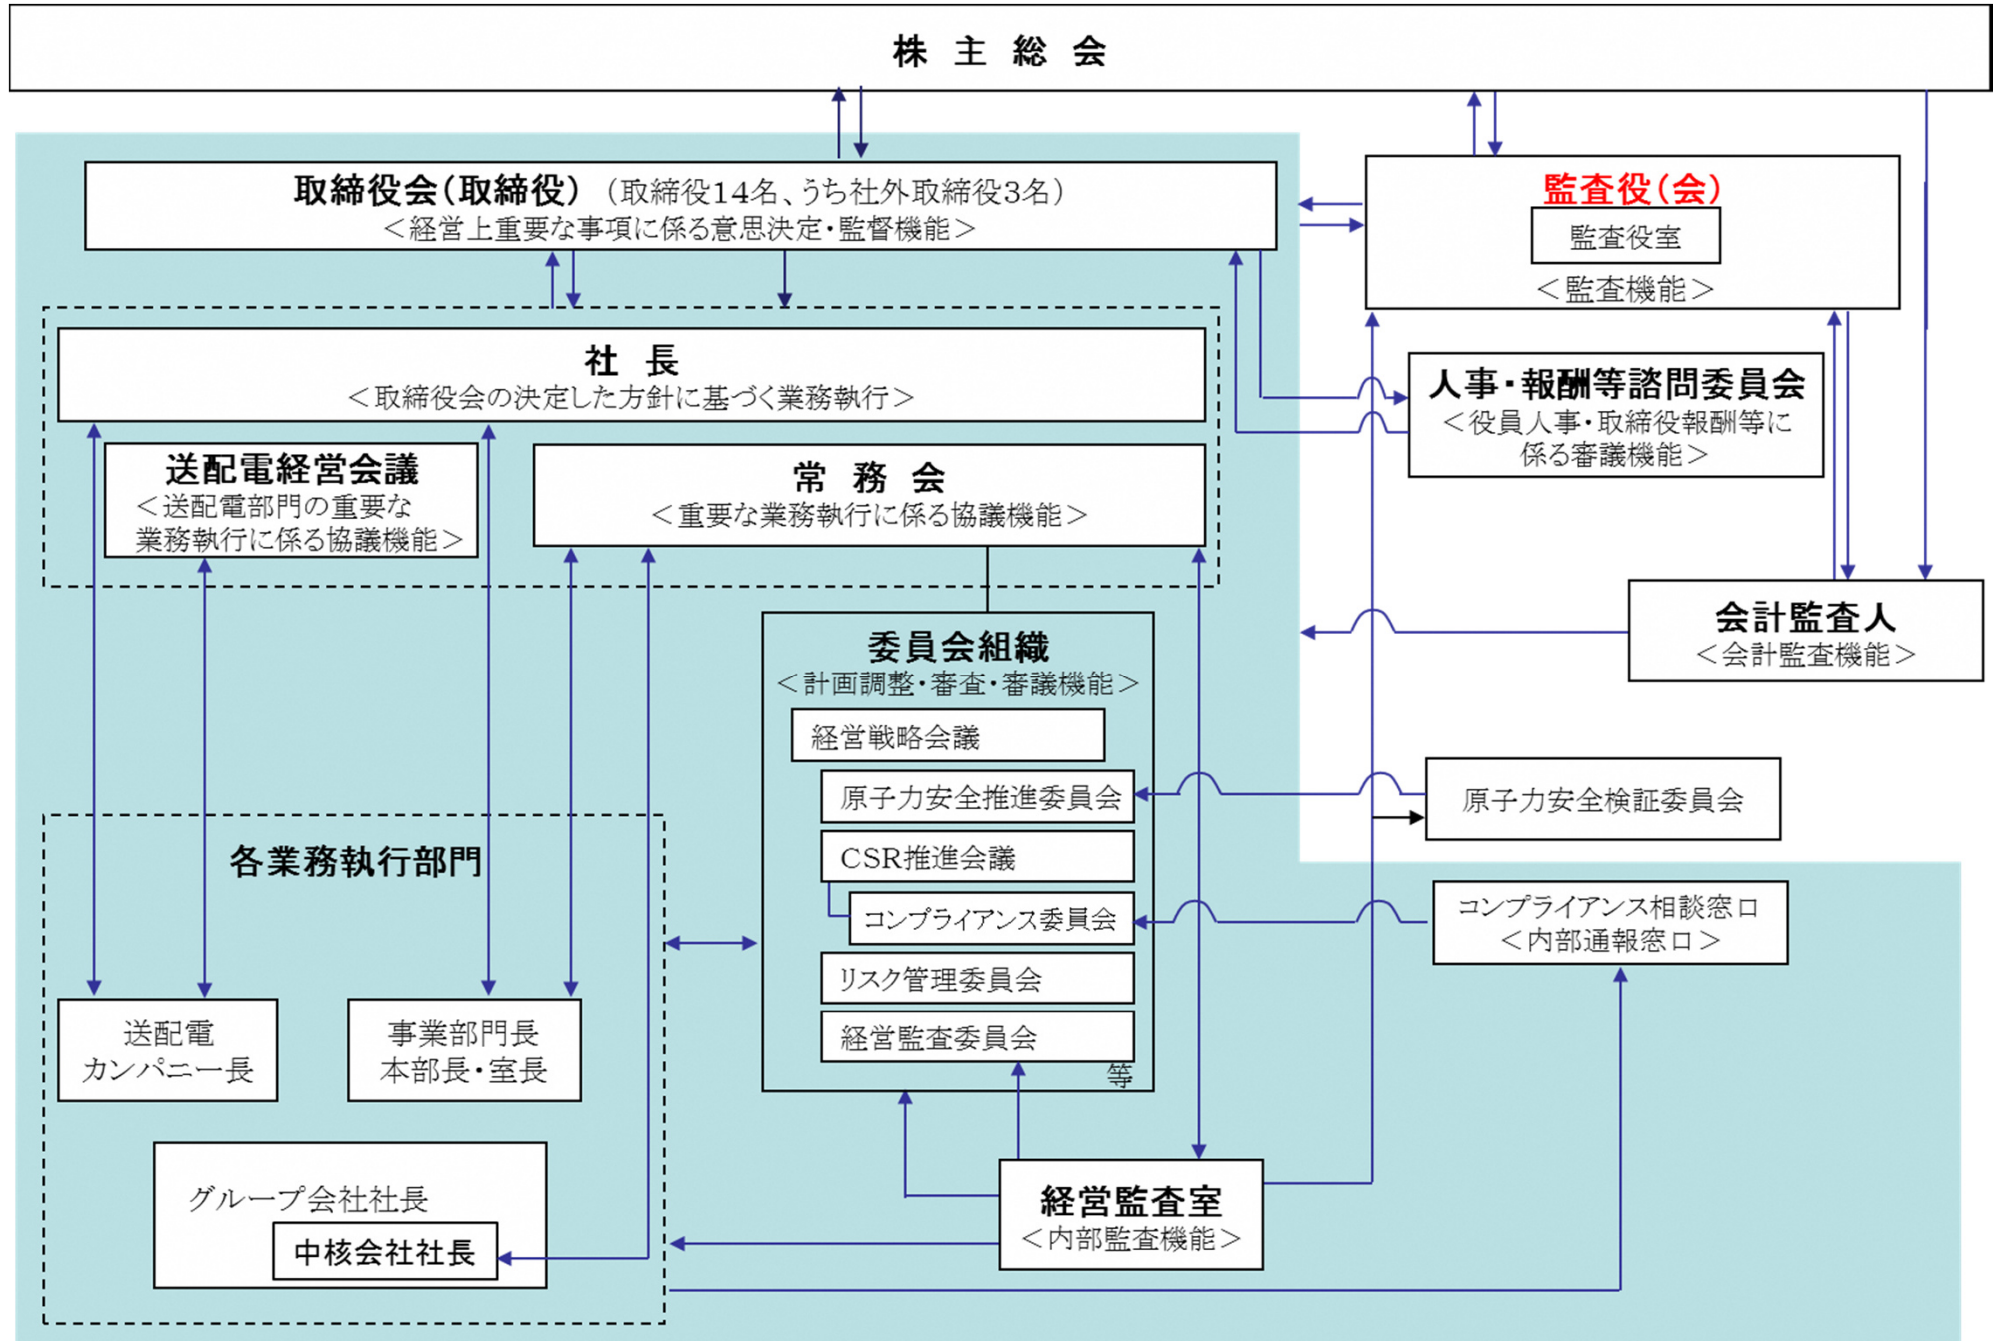 株 主 総 会
取締役会(取締役) (取締役14名、うち社外取締役3名)
<経営上重要な事項に係る意思決定・監督機能>
監査役(会)
監査役室
<監査機能>
社 長
<取締役会の決定した方針に基づく業務執行>
人事・報酬等諮問委員会
<役員人事・取締役報酬等に
係る審議機能>
送配電経営会議
<送配電部門の重要な
業務執行に係る協議機能>
常 務 会
<重要な業務執行に係る協議機能>
会計監査人
<会計監査機能>
委員会組織
<計画調整・審査・審議機能>
経営戦略会議
原子力安全推進委員会
CSR推進会議
コンプライアンス委員会
リスク管理委員会
経営監査委員会
等
原子力安全検証委員会
コンプライアンス相談窓口
<内部通報窓口>
各業務執行部門
送配電
カンパニー長
事業部門長
本部長・室長
グループ会社社長
中核会社社長
経営監査室
<内部監査機能>